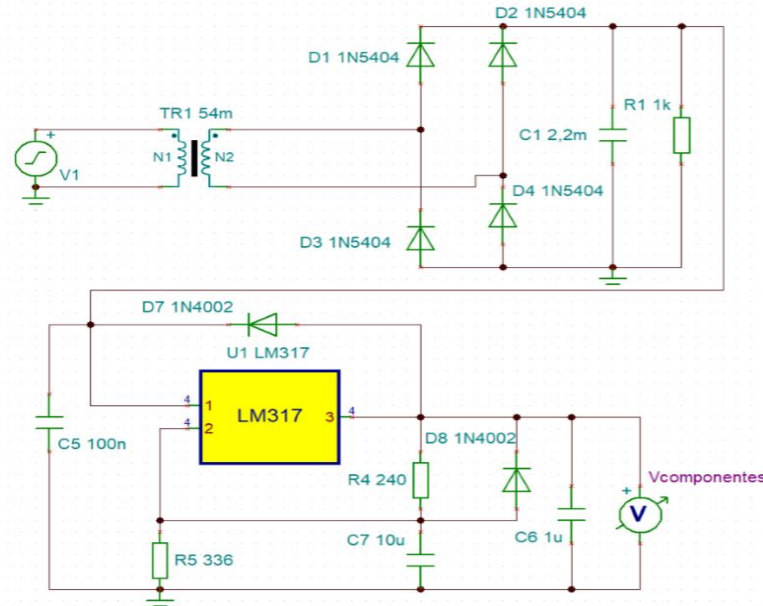 D2 1N5404
D1 1N5404
TR1 54m
R1 1k
C1 2,2m
+
N1
N2
V1
D4 1N5404
D3 1N5404
D7 1N4002
U1 LM317
4
1
LM317
3
4
4
2
C5 100n
D8 1N4002
R4 240
Vcomponentes
+
V
C6 1u
C7 10u
R5 336